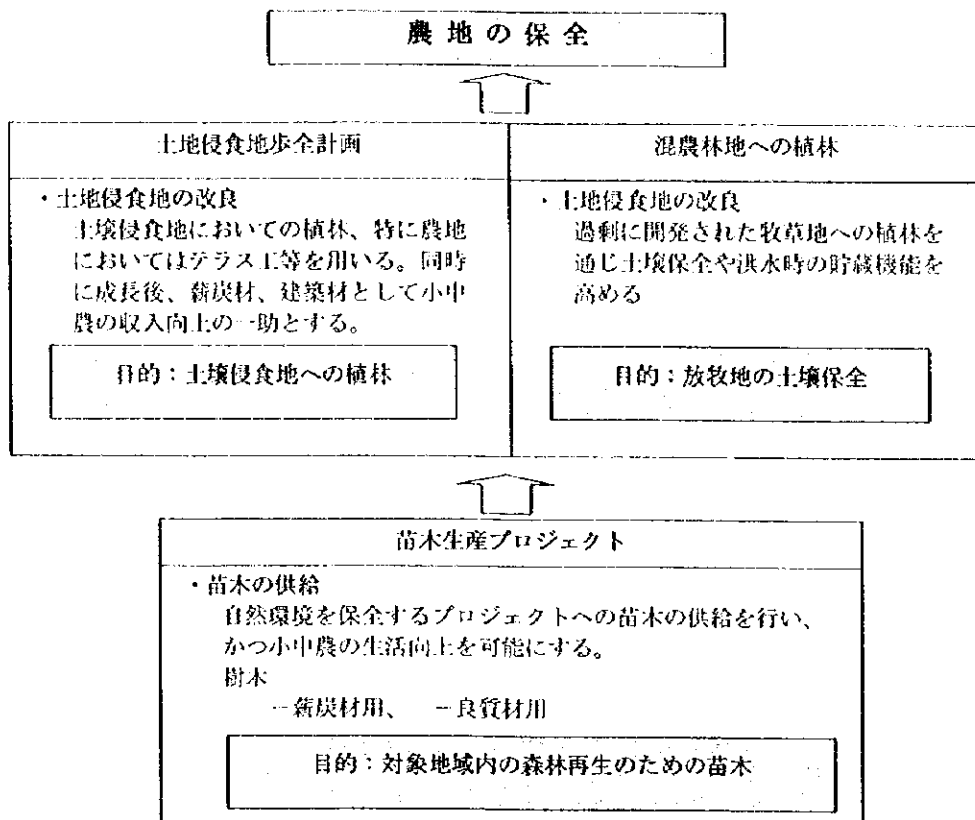 農地の保全
土地侵食地歩全計画
・土地侵食地の改良
土壌侵食地においての植林、特に農地
においてはテラス工等を用いる。同時
に成長後、薪炭材、建築材として小中
農の収入向上の一助とする。
目的：土壌侵食地への植林
混農林地への植林
・土地侵食地の改良
過剰に開発された牧草地への植林を
通じ土壌保全や洪水時の貯蔵機能を
高める
目的：放牧地の土壌保全
苗木生産プロジェクト
・苗木の供給
自然環境を保全するプロジェクトへの苗木の供給を行い、
かつ小中農の生活向上を可能にする。
樹木
－薪炭材用、　－良質材用
目的：対象地域内の森林再生のための苗木